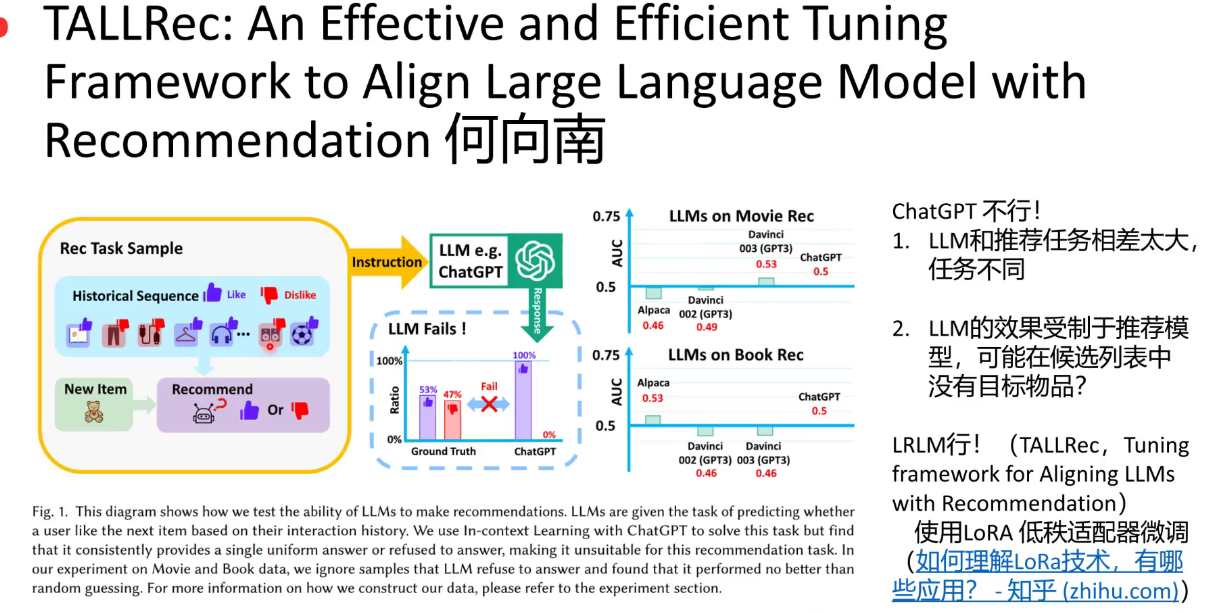 TALLRec: An Effective and Efficient Tuning
Framework to Align Large Language Model with
Recommendation 何向南
Rec Task Sample
Historical Sequence Like Dislike
...
New Item
Recommend
? Or
Instruction
LLM e.g.
ChatGPT
Response
LLM Fails !
Ratio
100%
0%
53%
47%
Fail
100%
0%
Ground Truth
ChatGPT
LLMs on Movie Rec
AUC
0.75
0.5
Alpaca
0.46
Davinci
002 (GPT3)
0.49
Davinci
003 (GPT3)
0.53
ChatGPT
0.5
LLMs on Book Rec
AUC
0.75
0.5
Alpaca
0.53
Davinci
002 (GPT3)
0.46
Davinci
003 (GPT3)
0.46
ChatGPT
0.5
Fig. 1. This diagram shows how we test the ability of LLMs to make recommendations. LLMs are given the task of predicting whether
a user like the next item based on their interaction history. We use In-context Learning with ChatGPT to solve this task but find
that it consistently provides a single uniform answer or refused to answer, making it unsuitable for this recommendation task. In
our experiment on Movie and Book data, we ignore samples that LLM refuse to answer and found that it performed no better than
random guessing. For more information on how we construct our data, please refer to the experiment section.
ChatGPT 不行！
1. LLM和推荐任务相差太大，
任务不同
2. LLM的效果受制于推荐模
型，可能在候选列表中
没有目标物品？
LRLM行！（TALLRec，Tuning
framework for Aligning LLMs
with Recommendation）
使用LoRA 低秩适配器微调
（如何理解LoRa技术，有哪
些应用？ - 知乎 (zhihu.com)）